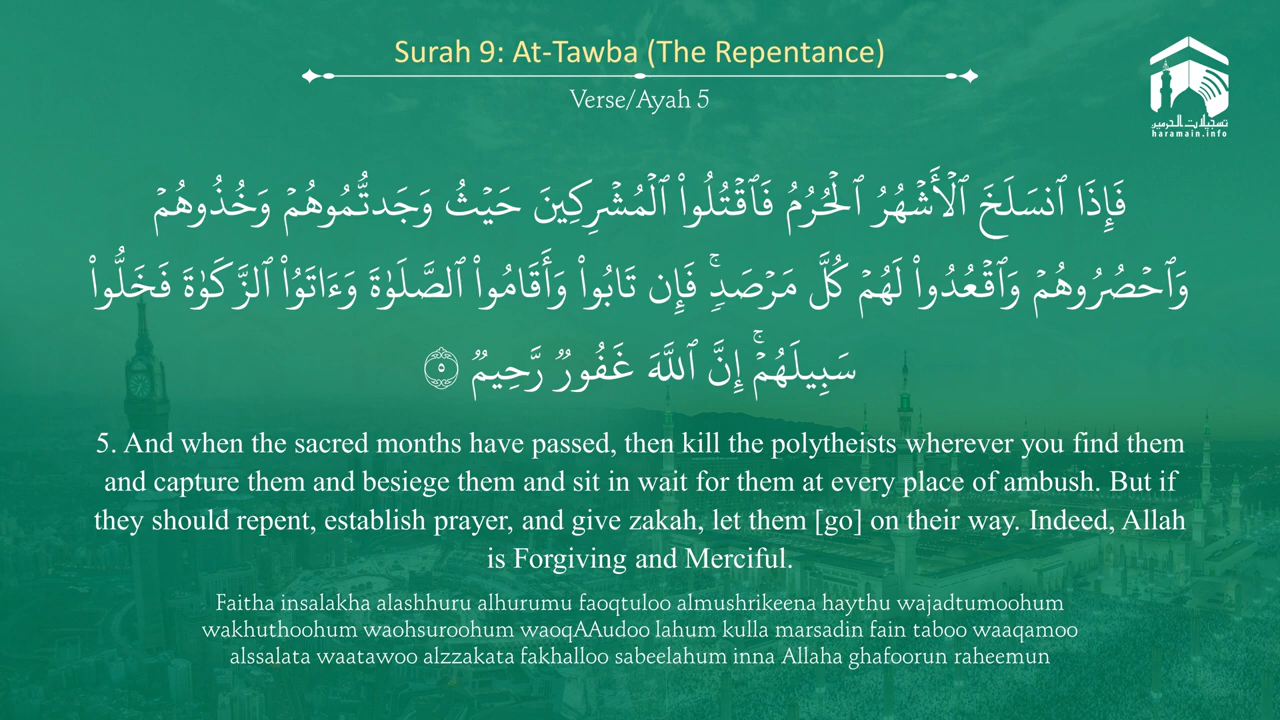 Surah 9: At-Tawba (The Repentance)
Verse/Ayah 5
تسجيلات الحرمين
haramain.info
فَإِذَا ٱنسَلَخَ ٱلْأَشْهُرُ ٱلْحُرُمُ فَٱقْتُلُوا۟ ٱلْمُشْرِكِينَ حَيْثُ وَجَدتُّمُوهُمْ وَخُذُوهُمْ
وَٱحْصُرُوهُمْ وَٱقْعُدُوا۟ لَهُمْ كُلَّ مَرْصَدٍۢ ۚ فَإِن تَابُوا۟ وَأَقَامُوا۟ ٱلصَّلَوٰةَ وَءَاتَوُا۟ ٱلزَّكَوٰةَ فَخَلُّوا۟
سَبِيلَهُمْ ۚ إِنَّ ٱللَّهَ غَفُورٌۭ رَّحِيمٌۭ ٥
5. And when the sacred months have passed, then kill the polytheists wherever you find them
and capture them and besiege them and sit in wait for them at every place of ambush. But if
they should repent, establish prayer, and give zakah, let them [go] on their way. Indeed, Allah
is Forgiving and Merciful.
Faitha insalakha alashhuru alhurumu faoqtuloo almushrikeena haythu wajadtumoohum
wakhuthoohum waohsuroohum waoqAAudoo lahum kulla marsadin fain taboo waaqamoo
alssalata waatawoo alzzakata fakhalloo sabeelahum inna Allaha ghafoorun raheemun